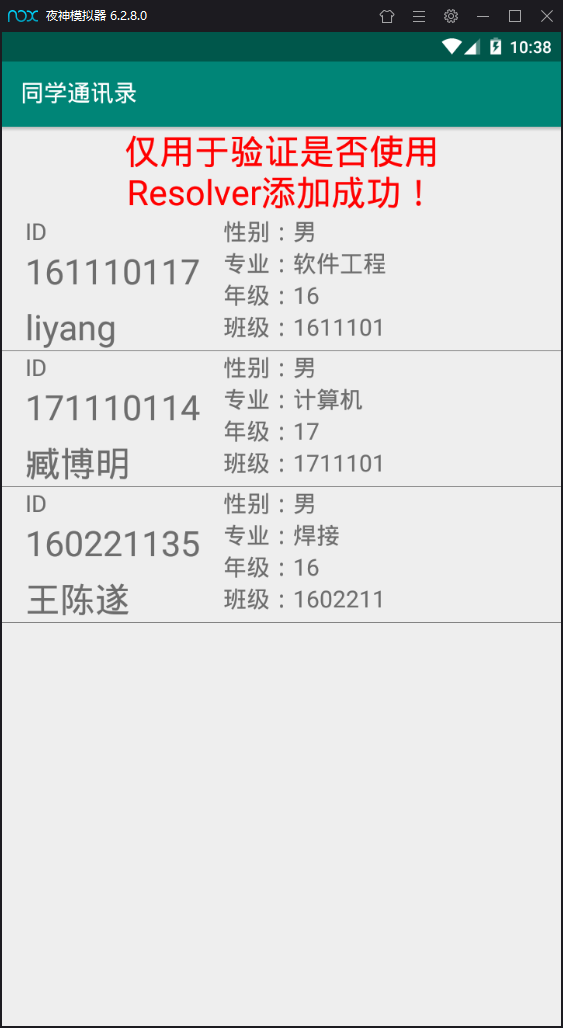 nox 夜神模拟器 6.2.8.0
10:38
同学通讯录
仅用于验证是否使用
Resolver添加成功！
ID
161110117
liyang
性别：男
专业：软件工程
年级：16
班级：1611101
ID
171110114
臧博明
性别：男
专业：计算机
年级：17
班级：1711101
ID
160221135
王陈遂
性别：男
专业：焊接
年级：16
班级：1602211